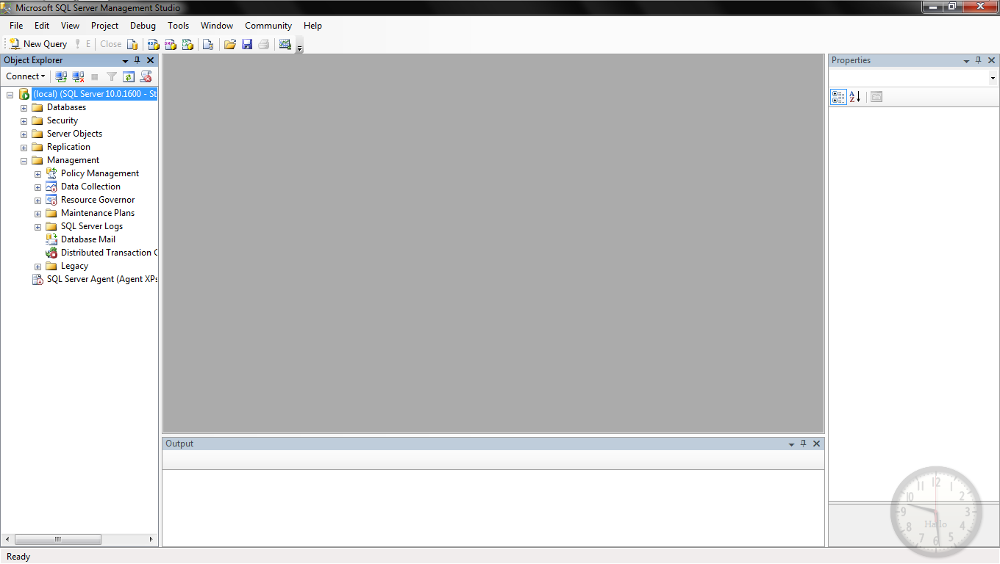 Microsoft SQL Server Management Studio
File Edit View Project Debug Tools Window Community Help
New Query E Close
Object Explorer
Connect
(local) (SQL Server 10.0.1600 - St
Databases
Security
Server Objects
Replication
Management
Policy Management
Data Collection
Resource Governor
Maintenance Plans
SQL Server Logs
Database Mail
Distributed Transaction C
Legacy
SQL Server Agent (Agent XPs
Output
Properties
12
11 1
10 2
9 3
Hallo
8 4
7 5
6
Ready